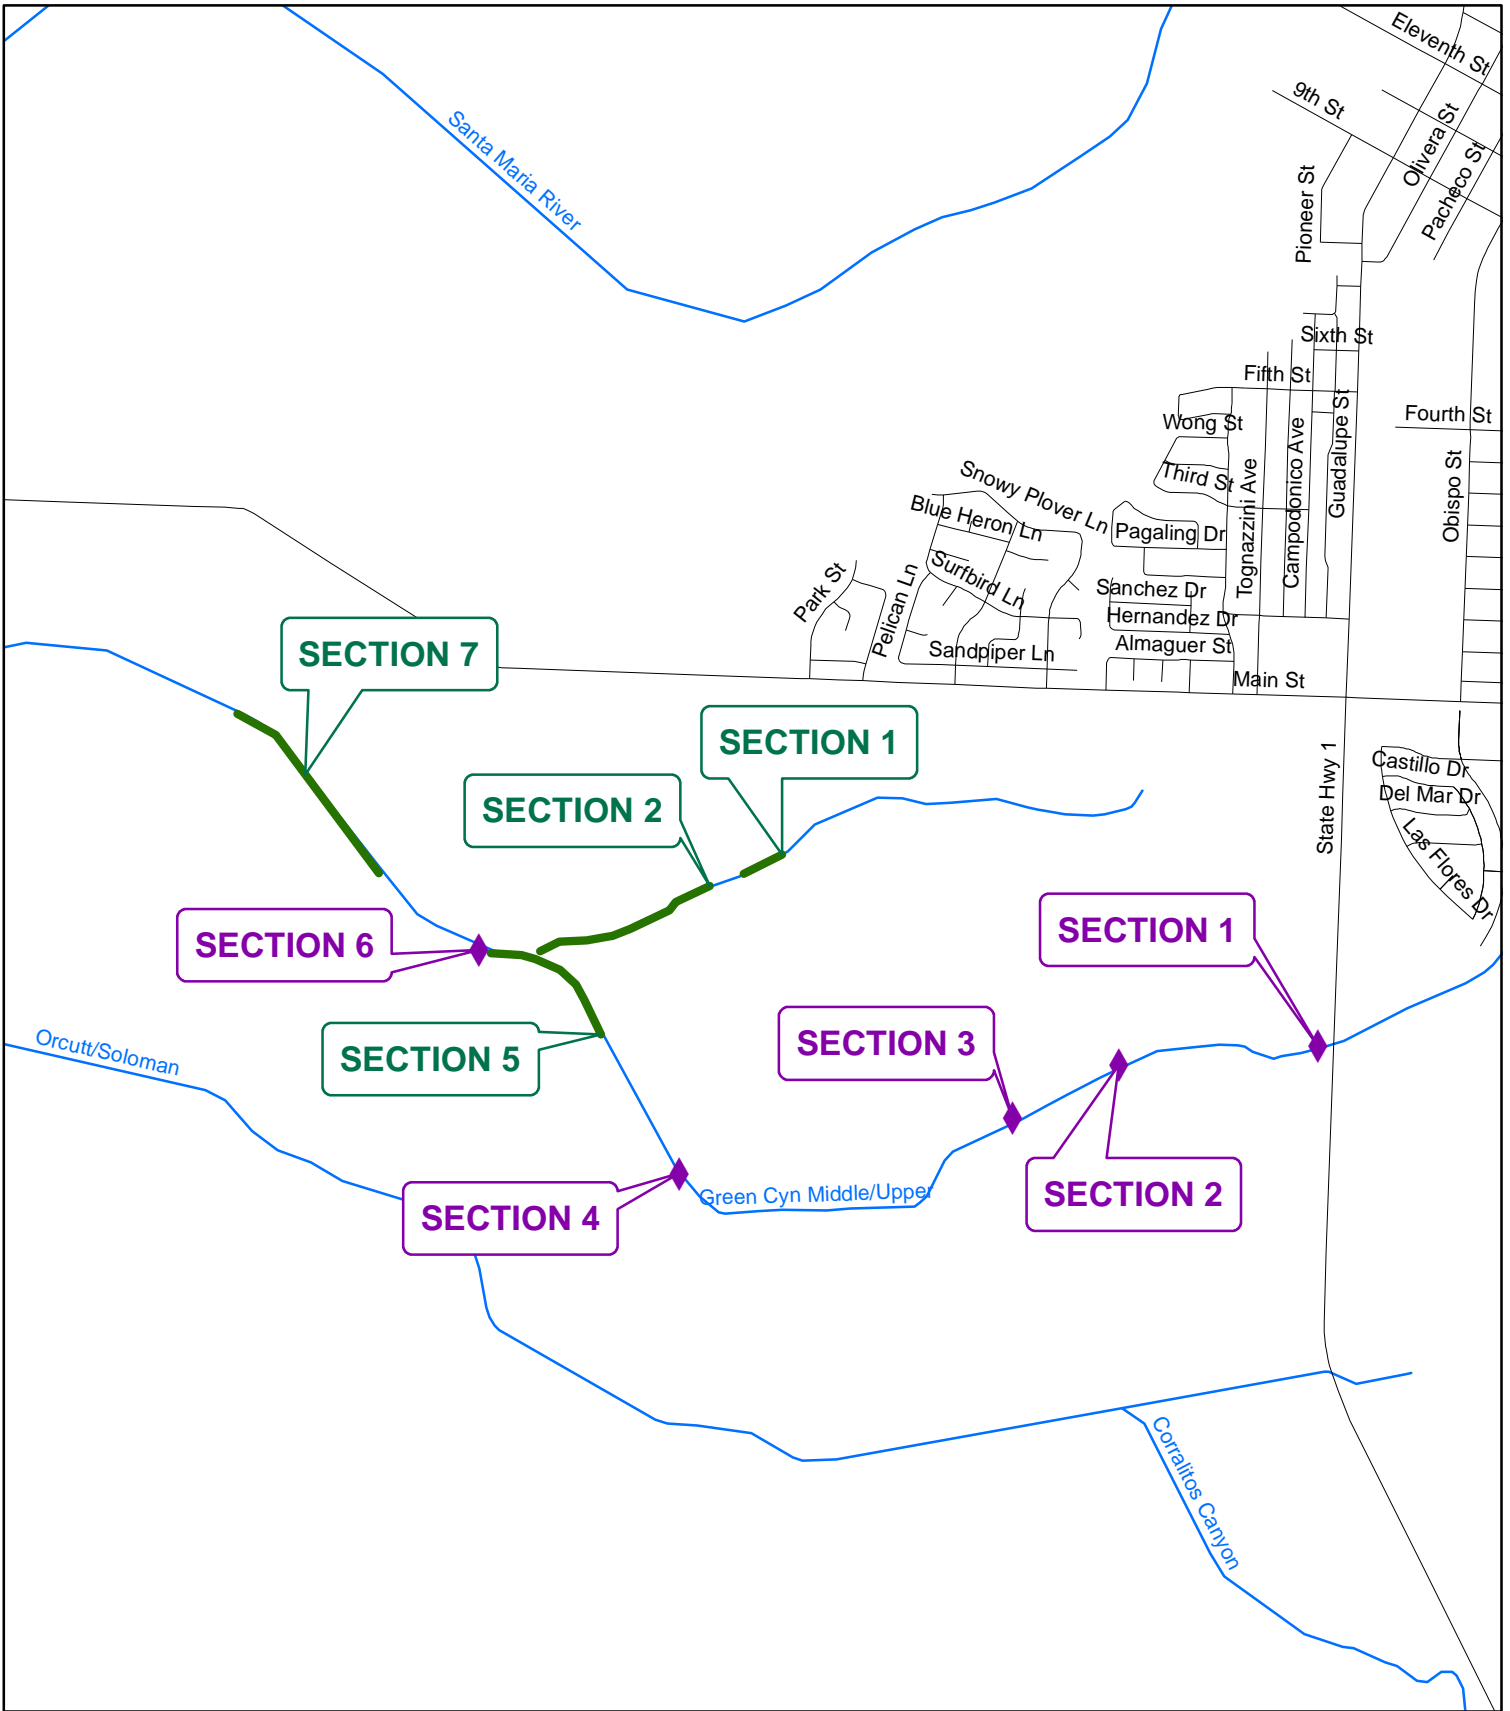 Eleventh St
9th St
Santa Maria River
Olivera St
Pacheco St
Pioneer St
Sixth St
Fifth St
Guadalupe St
Fourth St
Wong St
Campodonico Ave
Third St
Tognazzini Ave
Obispo St
Snowy Plover Ln
Blue Heron Ln
Pagaling Dr
Surfbird Ln
Park St
Pelican Ln
Sanchez Dr
Hernandez Dr
Almaguer St
Sandpiper Ln
SECTION 7
Main St
SECTION 1
State Hwy 1
Castillo Dr
Del Mar Dr
SECTION 2
Las Flores Dr
SECTION 6
SECTION 1
Orcutt/Soloman
SECTION 5
SECTION 3
Green Cyn Middle/Upper
SECTION 2
SECTION 4
Corralitos Canyon